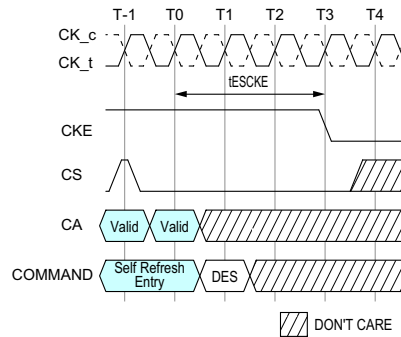 T-1 T0 T1 T2 T3 T4
CK_c
CK_t
tESCKE
CKE
CS
CA Valid Valid
COMMAND Self Refresh Entry DES
DON'T CARE